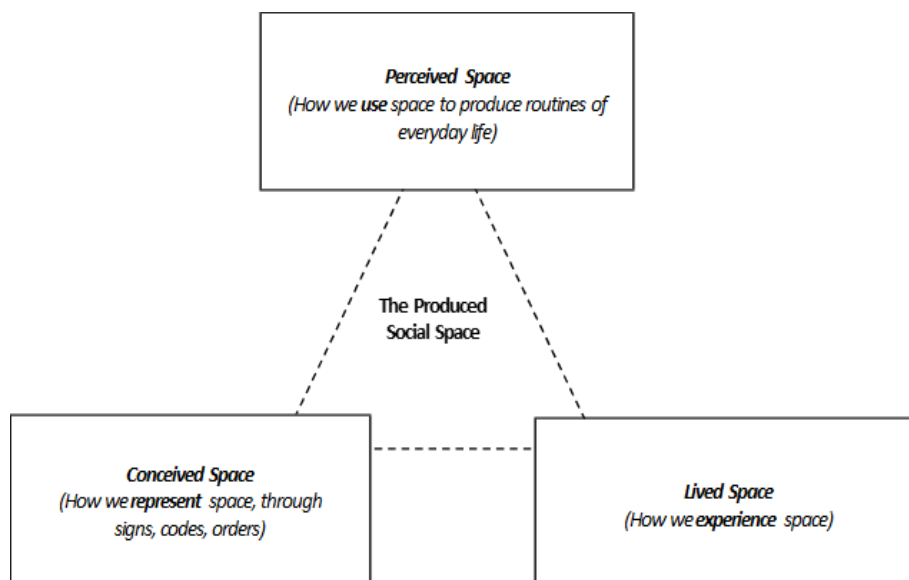 Perceived Space
(How we use space to produce routines of
everyday life)
The Produced
Social Space
Conceived Space
(How we represent space, through
signs, codes, orders)
Lived Space
(How we experience space)